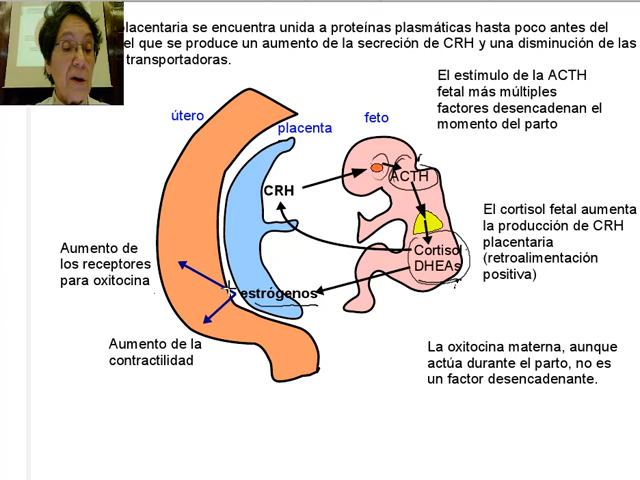 placentaria se encuentra unida a proteínas plasmáticas hasta poco antes del
el que se produce un aumento de la secreción de CRH y una disminución de las
transportadoras.
El estímulo de la ACTH
fetal más múltiples
factores desencadenan el
momento del parto
útero
placenta
feto
ACTH
CRH
El cortisol fetal aumenta
la producción de CRH
placentaria
(retroalimentación
positiva)
Cortisol
DHEAs
Aumento de
los receptores
para oxitocina
estrógenos
Aumento de la
contractilidad
La oxitocina materna, aunque
actúa durante el parto, no es
un factor desencadenante.